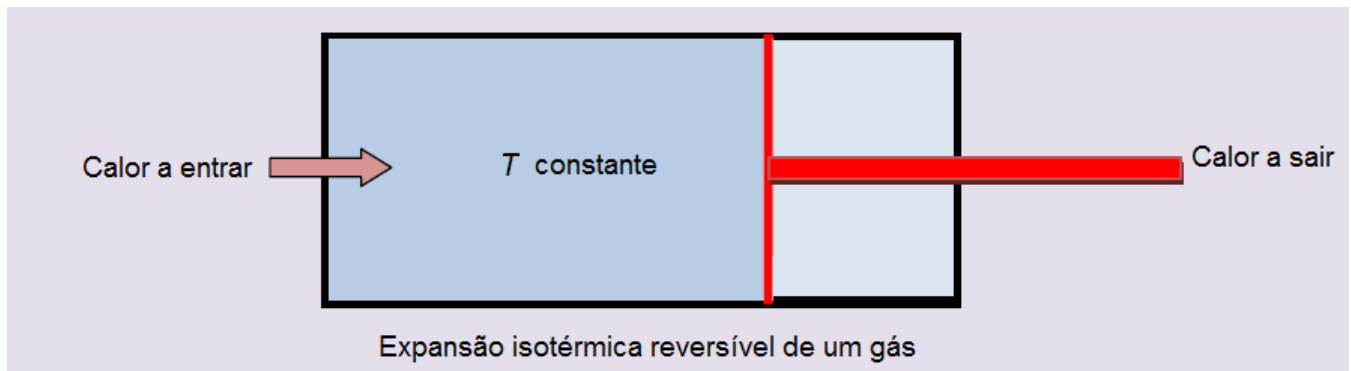 Calor a entrar
T constante
Calor a sair
Expansão isotérmica reversível de um gás